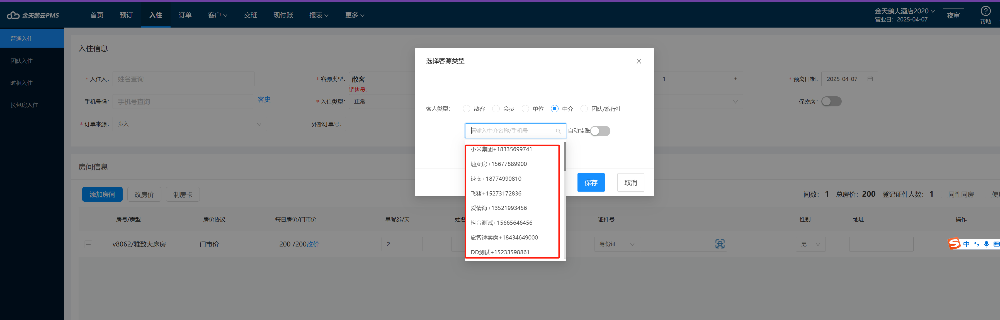 金天鹅云PMS
首页 预订 入住 订单 客户 交班 现付账 报表 更多
金天鹅大酒店2020
营业日：2025-04-07
夜审
帮助
普通入住
团队入住
时租入住
长包房入住
入住信息
* 入住人： 姓名查询
* 客源类型： 散客
销售员:
1 +
* 预离日期： 2025-04-07
手机号码： 手机号查询 客史
* 入住类型： 正常
保密房：
* 订单来源： 步入
外部订单号：
选择客源类型
客人类型： 散客 会员 单位 中介 团队/旅行社
请输入中介名称/手机号 自动挂账
小米集团+18335699741
速卖房+15677889900
速卖+18774990810
飞猪+15273172836
爱情海+13521993456
抖音测试+15665646456
旅智速卖房+18434649000
DD测试+15233598861
保存 取消
房间信息
添加房间 改房价 制房卡
间数： 1 总房价：200 登记证件人数： 1 同性同房
房号/房型 房价协议 每日房价/门市价 早餐券/天 姓名 证件号 性别 地址 操作
+ v8062/雅致大床房 门市价 200 /200改价 2 身份证 男
中